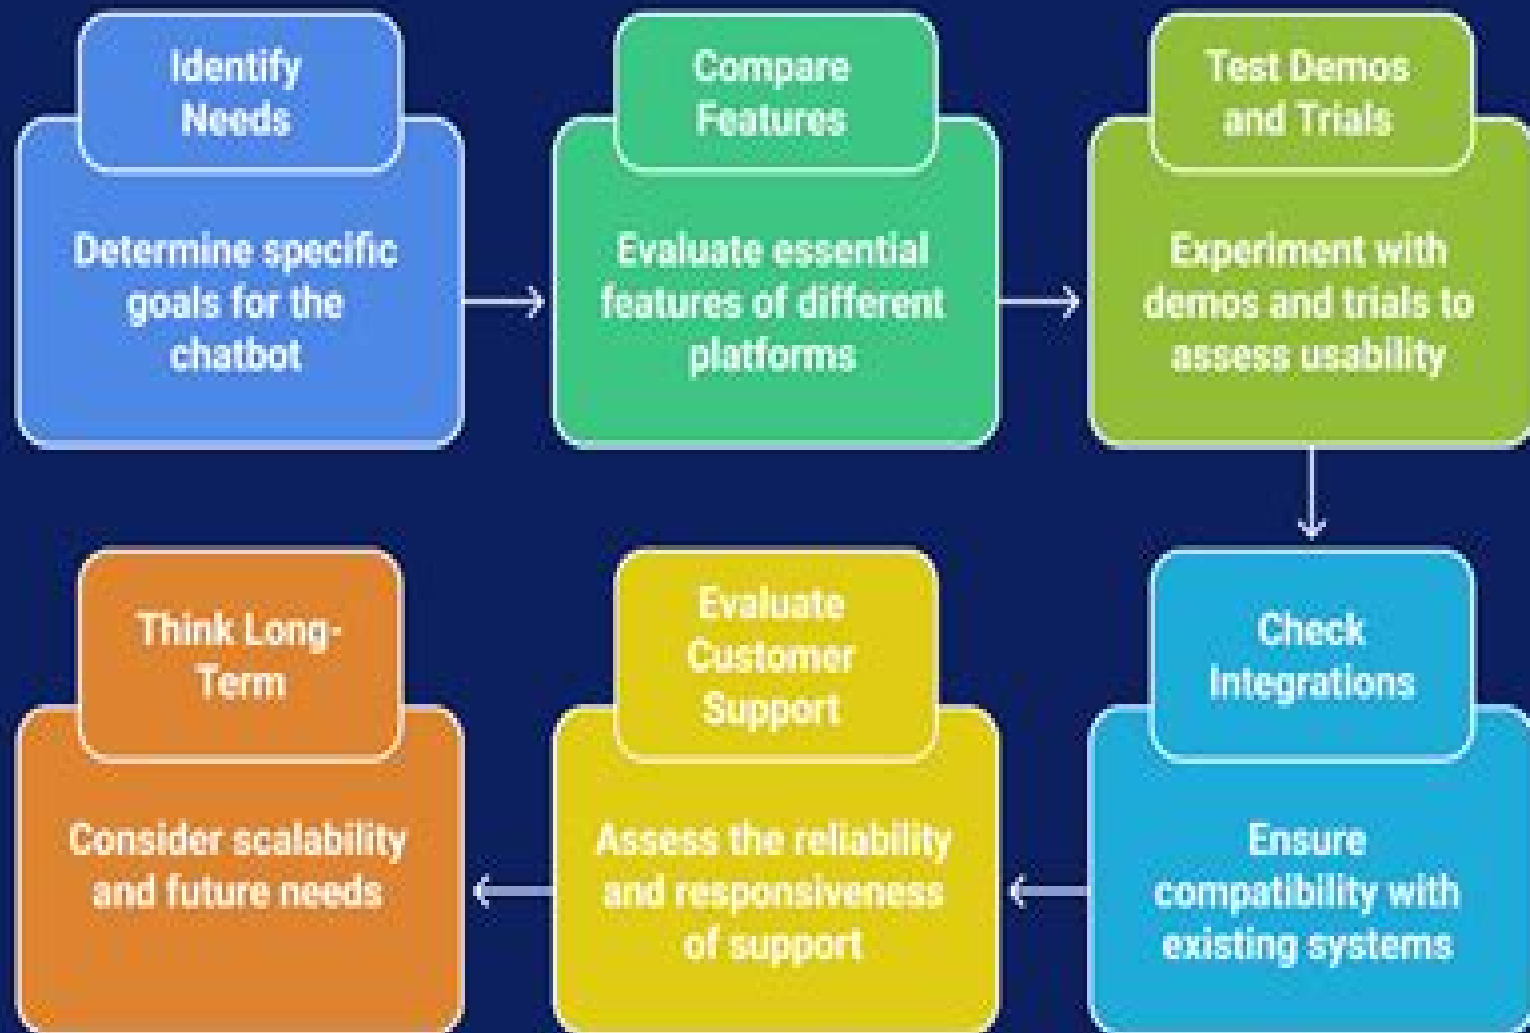 Identify
Needs
Determine specific
goals for the
chatbot
Compare
Features
Evaluate essential
features of different
platforms
Test Demos
and Trials
Experiment with
demos and trials to
assess usability
Check
Integrations
Ensure
compatibility with
existing systems
Evaluate
Customer
Support
Assess the reliability
and responsiveness
of support
Think Long-
Term
Consider scalability
and future needs